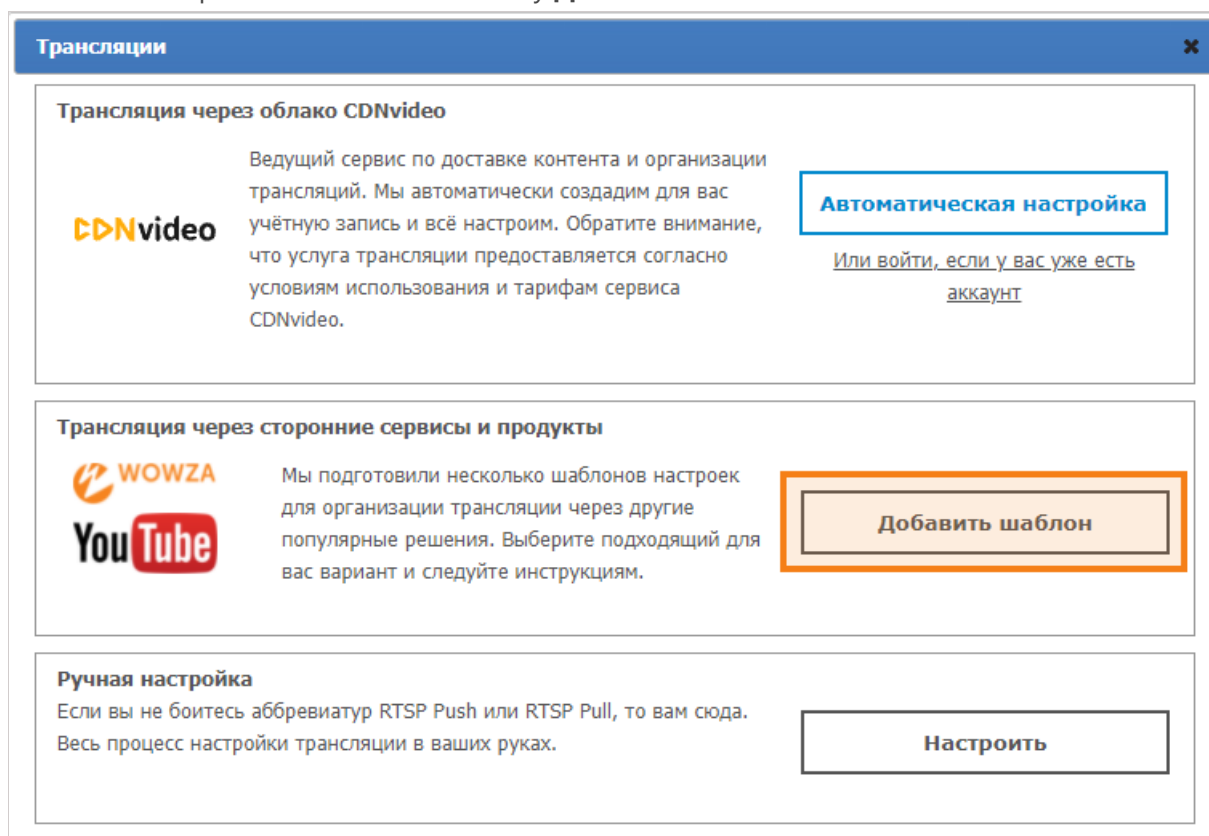 Трансляции
Трансляция через облако CDNvideo
CDNvideo
Ведущий сервис по доставке контента и организации
трансляций. Мы автоматически создадим для вас
учётную запись и всё настроим. Обратите внимание,
что услуга трансляции предоставляется согласно
условиям использования и тарифам сервиса
CDNvideo.
Автоматическая настройка
Или войти, если у вас уже есть
аккаунт
Трансляция через сторонние сервисы и продукты
WOWZA
YouTube
Мы подготовили несколько шаблонов настроек
для организации трансляции через другие
популярные решения. Выберите подходящий для
вас вариант и следуйте инструкциям.
Добавить шаблон
Ручная настройка
Если вы не боитесь аббревиатур RTSP Push или RTSP Pull, то вам сюда.
Весь процесс настройки трансляции в ваших руках.
Настроить